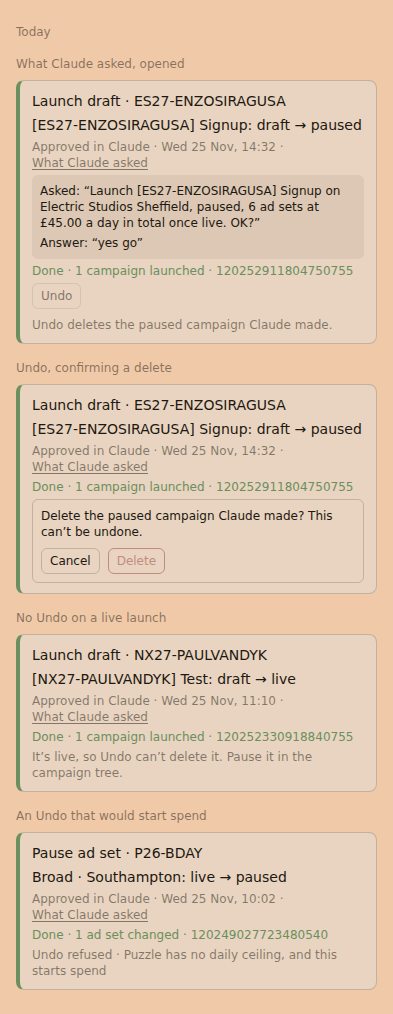 Today
What Claude asked, opened
Launch draft · ES27-ENZOSIRAGUSA
[ES27-ENZOSIRAGUSA] Signup: draft → paused
Approved in Claude · Wed 25 Nov, 14:32 ·
What Claude asked
Asked: “Launch [ES27-ENZOSIRAGUSA] Signup on
Electric Studios Sheffield, paused, 6 ad sets at
£45.00 a day in total once live. OK?”
Answer: “yes go”
Done · 1 campaign launched · 120252911804750755
Undo
Undo deletes the paused campaign Claude made.
Undo, confirming a delete
Launch draft · ES27-ENZOSIRAGUSA
[ES27-ENZOSIRAGUSA] Signup: draft → paused
Approved in Claude · Wed 25 Nov, 14:32 ·
What Claude asked
Done · 1 campaign launched · 120252911804750755
Delete the paused campaign Claude made? This
can’t be undone.
Cancel Delete
No Undo on a live launch
Launch draft · NX27-PAULVANDYK
[NX27-PAULVANDYK] Test: draft → live
Approved in Claude · Wed 25 Nov, 11:10 ·
What Claude asked
Done · 1 campaign launched · 120252330918840755
It’s live, so Undo can’t delete it. Pause it in the
campaign tree.
An Undo that would start spend
Pause ad set · P26-BDAY
Broad · Southampton: live → paused
Approved in Claude · Wed 25 Nov, 10:02 ·
What Claude asked
Done · 1 ad set changed · 120249027723480540
Undo refused · Puzzle has no daily ceiling, and this
starts spend